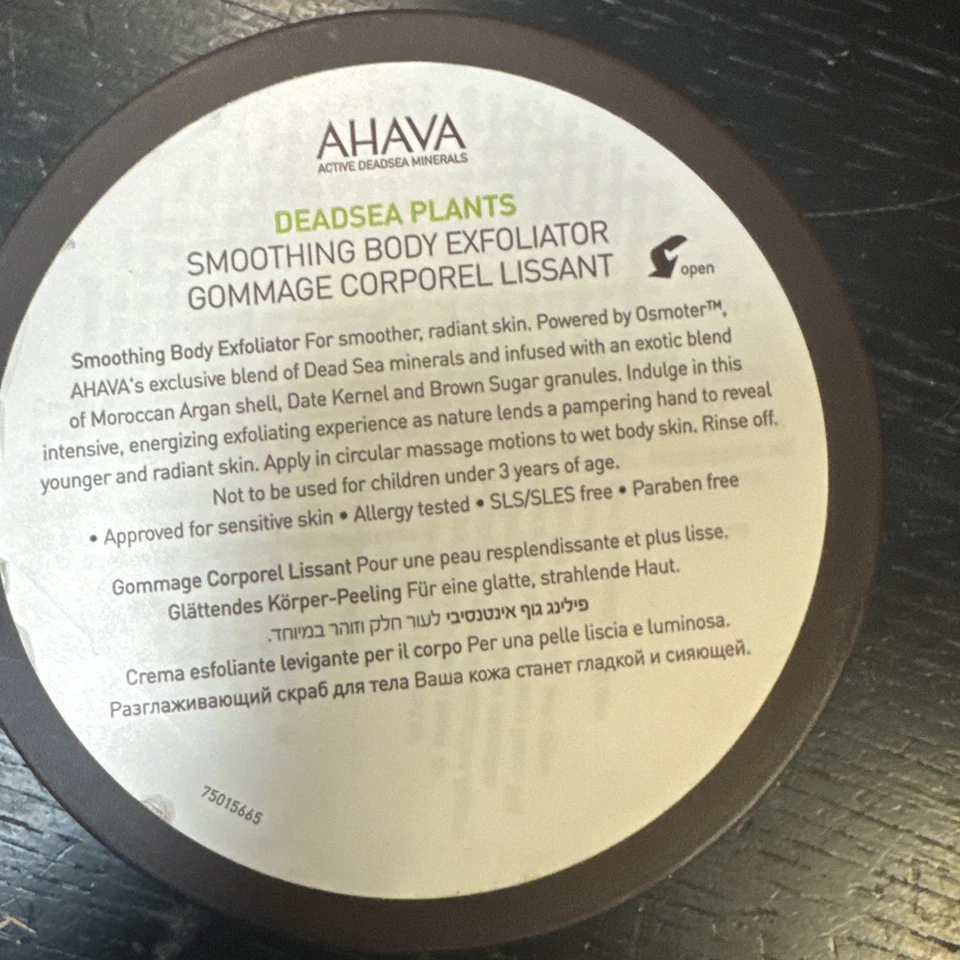 AHAVA
ACTIVE DEADSEA MINERALS
DEADSEA PLANTS
SMOOTHING BODY EXFOLIATOR
GOMMAGE CORPOREL LISSANT
open
Smoothing Body Exfoliator For smoother, radiant skin. Powered by Osmoter™,
AHAVA's exclusive blend of Dead Sea minerals and infused with an exotic blend
of Moroccan Argan shell, Date Kernel and Brown Sugar granules. Indulge in this
intensive, energizing exfoliating experience as nature lends a pampering hand to reveal
younger and radiant skin. Apply in circular massage motions to wet body skin. Rinse off.
Not to be used for children under 3 years of age.
• Approved for sensitive skin • Allergy tested • SLS/SLES free • Paraben free
Gommage Corporel Lissant Pour une peau resplendissante et plus lisse.
Glättendes Körper-Peeling Für eine glatte, strahlende Haut.
פילינג גוף אינטנסיבי לעור חלק וזוהר במיוחד.
Crema esfoliante levigante per il corpo Per una pelle liscia e luminosa.
Разглаживающий скраб для тела Ваша кожа станет гладкой и сияющей.
75015665